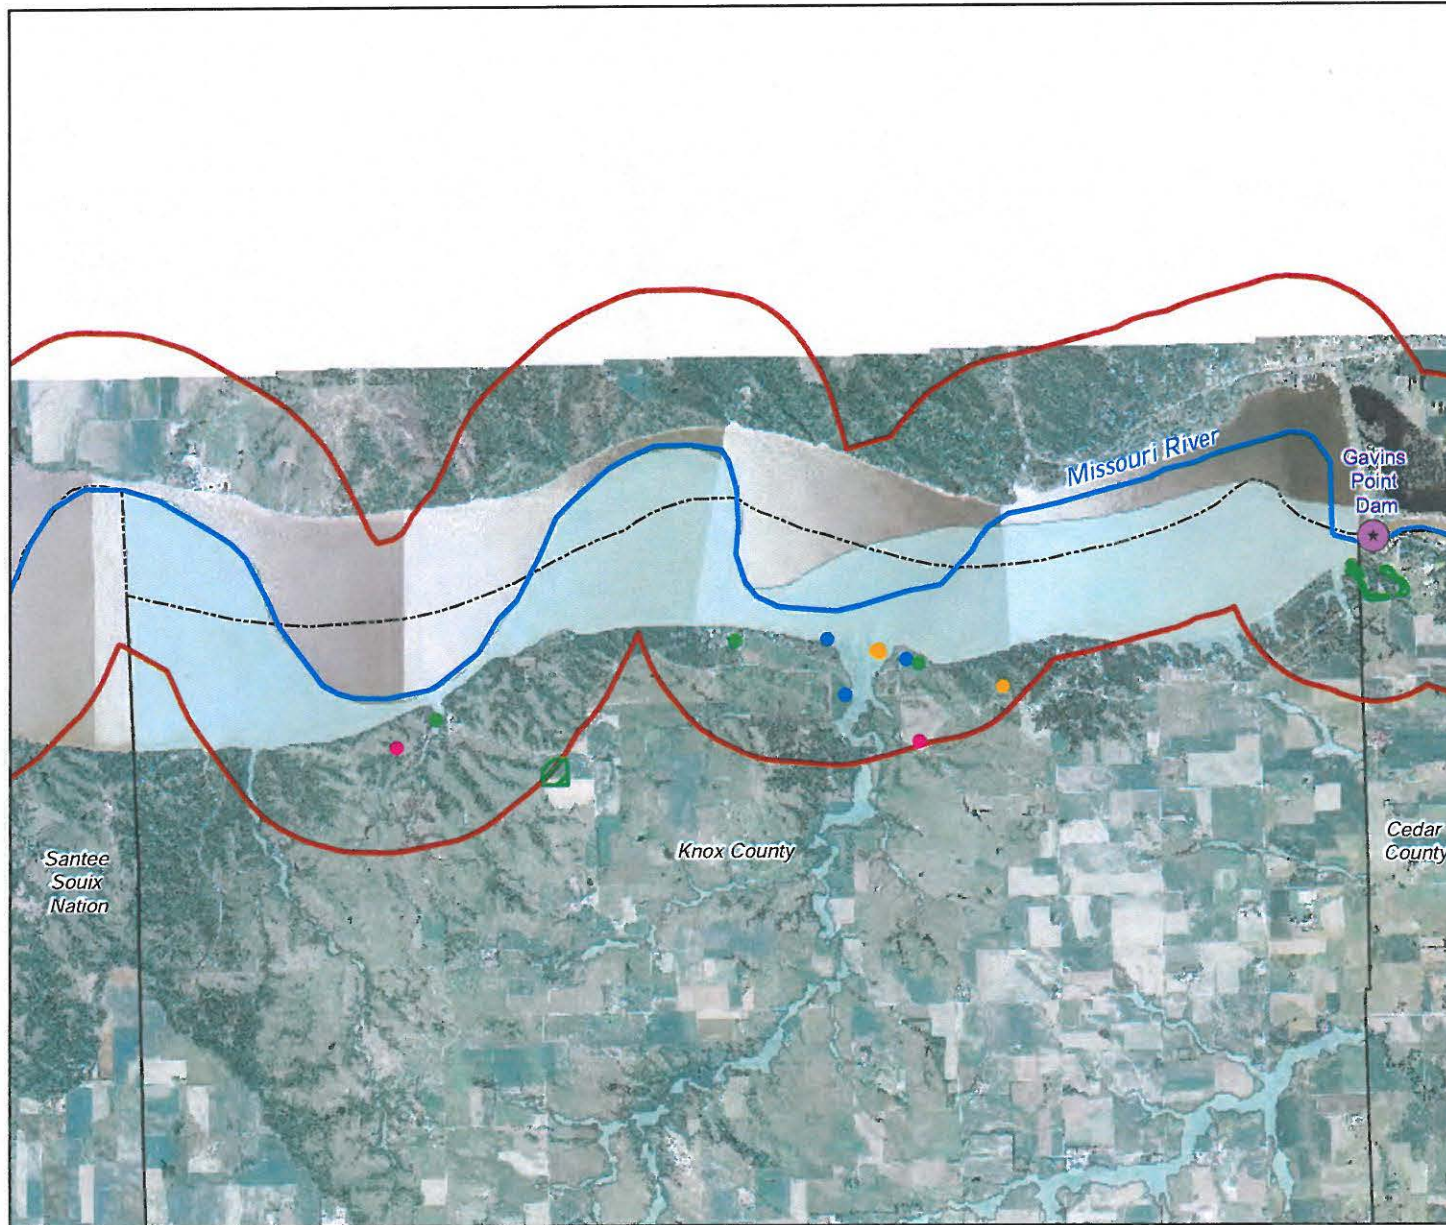 Missouri River
Gavins
Point
Dam
Santee
Souix
Nation
Knox County
Cedar
County